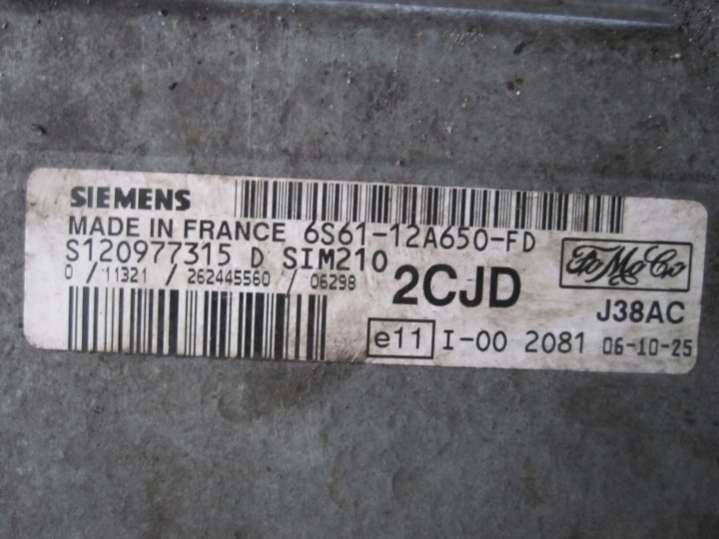 SIEMENS
MADE IN FRANCE 6S61-12A650-FD
S120977315 D SIM210
0 / 11321 / 262445560 / 06298
2CJD
FoMoCo
J38AC
e11 I-00 2081 06-10-25